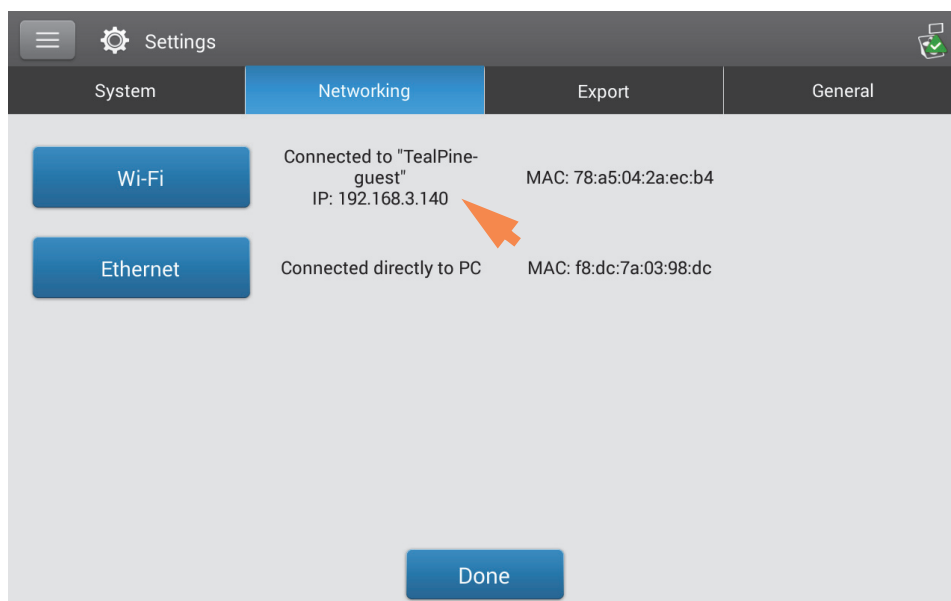 Settings
System
Networking
Export
General
Wi-Fi
Connected to "TealPine-
guest"
IP: 192.168.3.140
MAC: 78:a5:04:2a:ec:b4
Ethernet
Connected directly to PC
MAC: f8:dc:7a:03:98:dc
Done